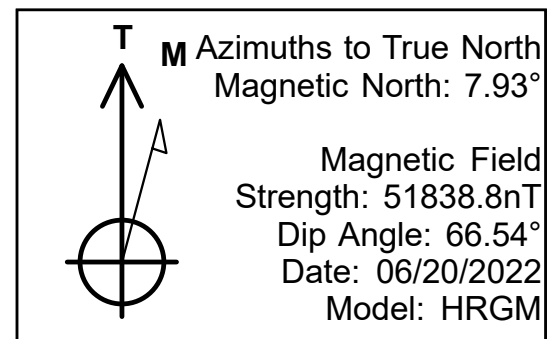 T
M
Azimuths to True North
Magnetic North: 7.93°
Magnetic Field
Strength: 51838.8nT
Dip Angle: 66.54°
Date: 06/20/2022
Model: HRGM